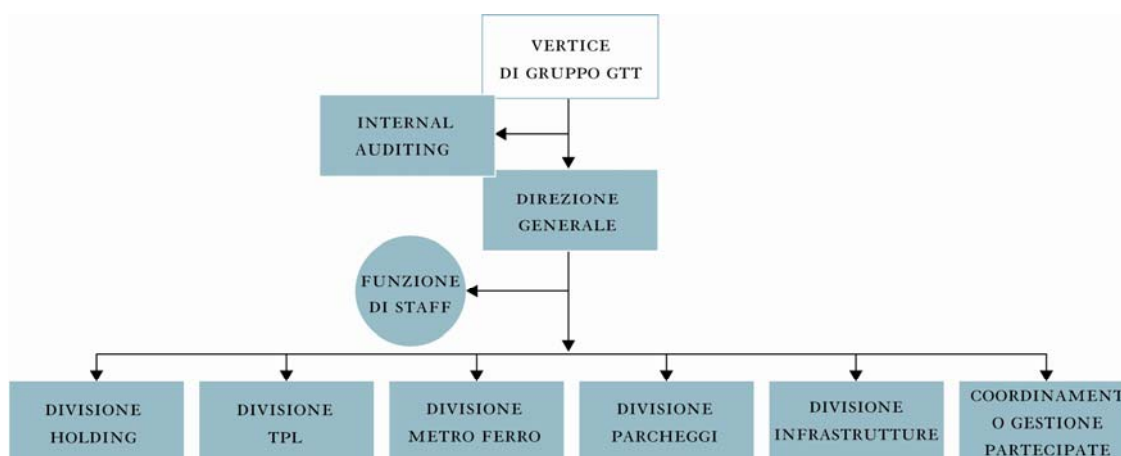 VERTICE
DI GRUPPO GTT
INTERNAL
AUDITING
DIREZIONE
GENERALE
FUNZIONE
DI STAFF
DIVISIONE
HOLDING
DIVISIONE
TPL
DIVISIONE
METRO FERRO
DIVISIONE
PARCHEGGI
DIVISIONE
INFRASTRUTTURE
COORDINAMENT
O GESTIONE
PARTECIPATE